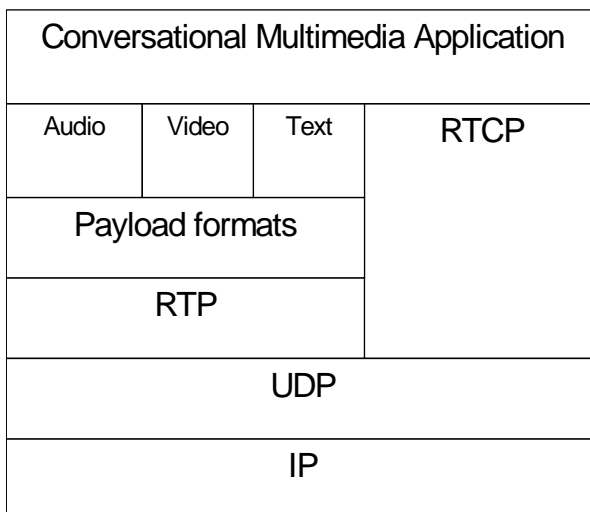 Conversational Multimedia Application
Audio
Video
Text
RTCP
Payload formats
RTP
UDP
IP